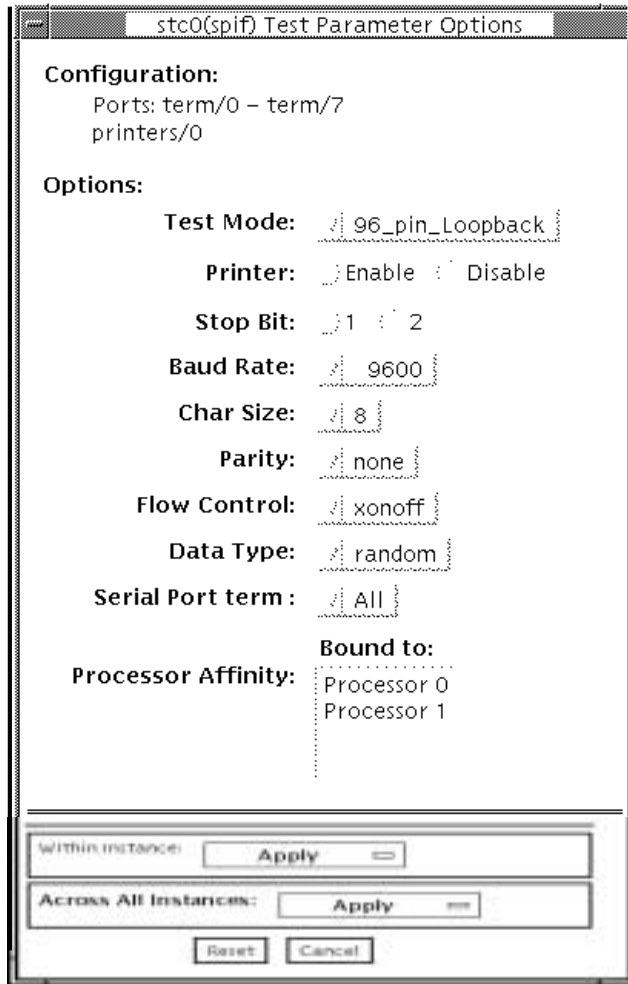 stc0(spif) Test Parameter Options
Configuration:
Ports: term/0 – term/7
printers/0
Options:
Test Mode: 96_pin_Loopback
Printer: Enable Disable
Stop Bit: 1 2
Baud Rate: 9600
Char Size: 8
Parity: none
Flow Control: xonoff
Data Type: random
Serial Port term : All
Bound to:
Processor Affinity:
Processor 0
Processor 1
Within instance: Apply
Across All Instances: Apply
Reset Cancel